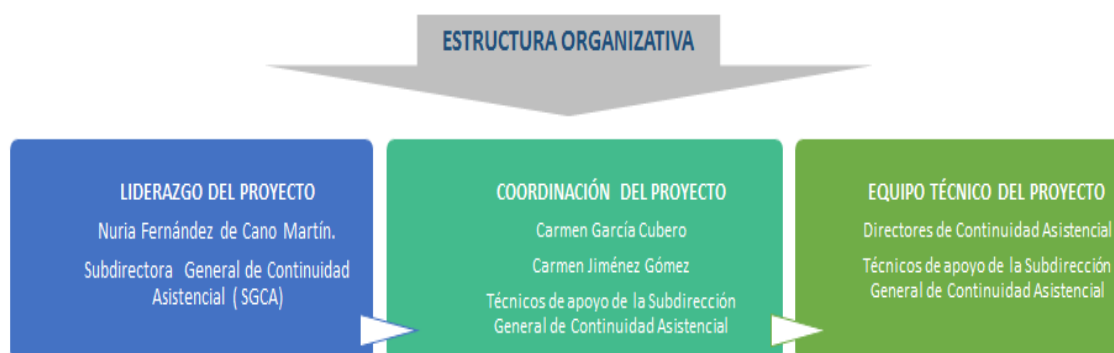 ESTRUCTURA ORGANIZATIVA
LIDERAZGO DEL PROYECTO
Nuria Fernández de Cano Martín.
Subdirectora General de Continuidad
Asistencial ( SGCA)
COORDINACIÓN DEL PROYECTO
Carmen García Cubero
Carmen Jiménez Gómez
Técnicos de apoyo de la Subdirección
General de Continuidad Asistencial
EQUIPO TÉCNICO DEL PROYECTO
Directores de Continuidad Asistencial
Técnicos de apoyo de la Subdirección
General de Continuidad Asistencial